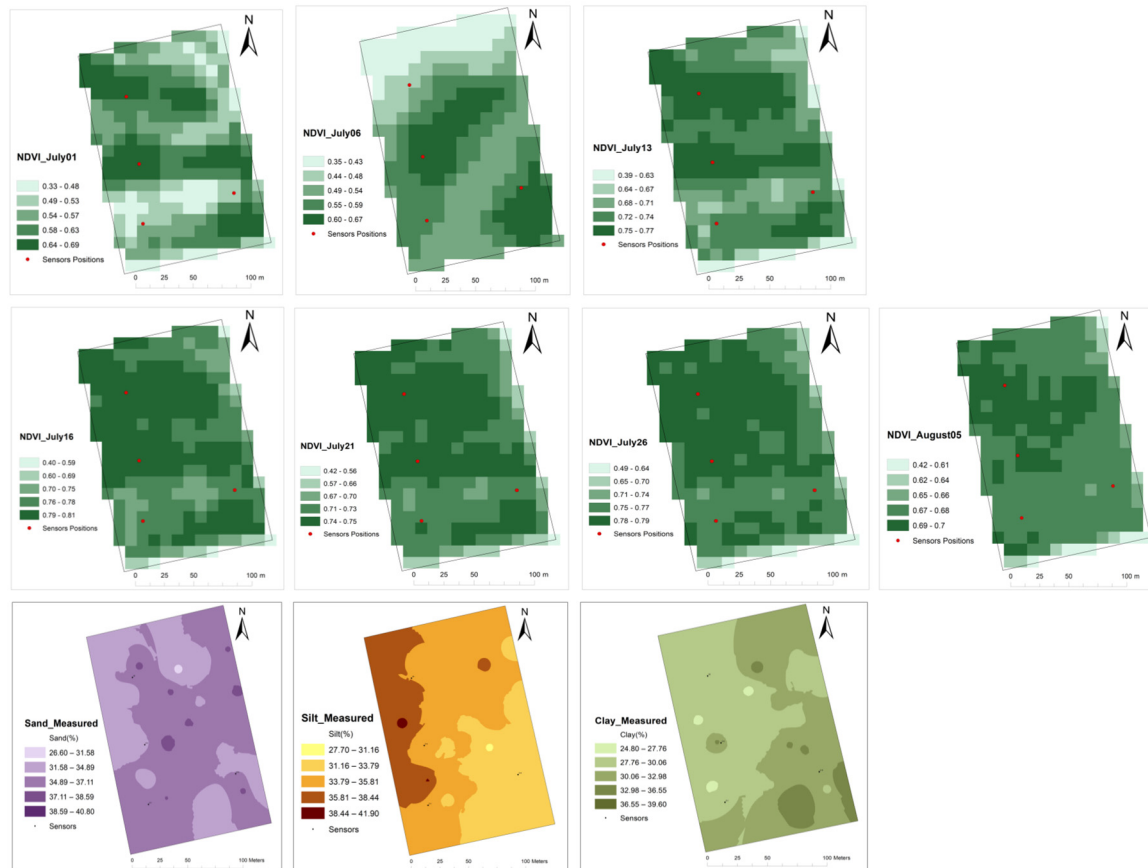 N
NDVI_July01
0.33 - 0.48
0.49 - 0.53
0.54 - 0.57
0.58 - 0.63
0.64 - 0.69
Sensors Positions
0 25 50 100 m
N
NDVI_July06
0.35 - 0.43
0.44 - 0.48
0.49 - 0.54
0.55 - 0.59
0.60 - 0.67
Sensors Positions
0 25 50 100 m
N
NDVI_July13
0.39 - 0.63
0.64 - 0.67
0.68 - 0.71
0.72 - 0.74
0.75 - 0.77
Sensors Positions
0 25 50 100 m
N
NDVI_July16
0.40 - 0.59
0.60 - 0.69
0.70 - 0.75
0.76 - 0.78
0.79 - 0.81
Sensors Positions
0 25 50 100 m
N
NDVI_July21
0.42 - 0.56
0.57 - 0.66
0.67 - 0.70
0.71 - 0.73
0.74 - 0.75
Sensors Positions
0 25 50 100 m
N
NDVI_July26
0.49 - 0.64
0.65 - 0.70
0.71 - 0.74
0.75 - 0.77
0.78 - 0.79
Sensors Positions
0 25 50 100 m
N
NDVI_August05
0.42 - 0.61
0.62 - 0.64
0.65 - 0.66
0.67 - 0.68
0.69 - 0.7
Sensors Positions
0 25 50 100 m
N
Sand_Measured
Sand(%)
26.60 – 31.58
31.58 – 34.89
34.89 – 37.11
37.11 – 38.59
38.59 – 40.80
Sensors
0 25 50 100 Meters
N
Silt_Measured
Silt(%)
27.70 – 31.16
31.16 – 33.79
33.79 – 35.81
35.81 – 38.44
38.44 – 41.90
Sensors
0 25 50 100 Meters
N
Clay_Measured
Clay(%)
24.80 – 27.76
27.76 – 30.06
30.06 – 32.98
32.98 – 36.55
36.55 – 39.60
Sensors
0 25 50 100 Meters